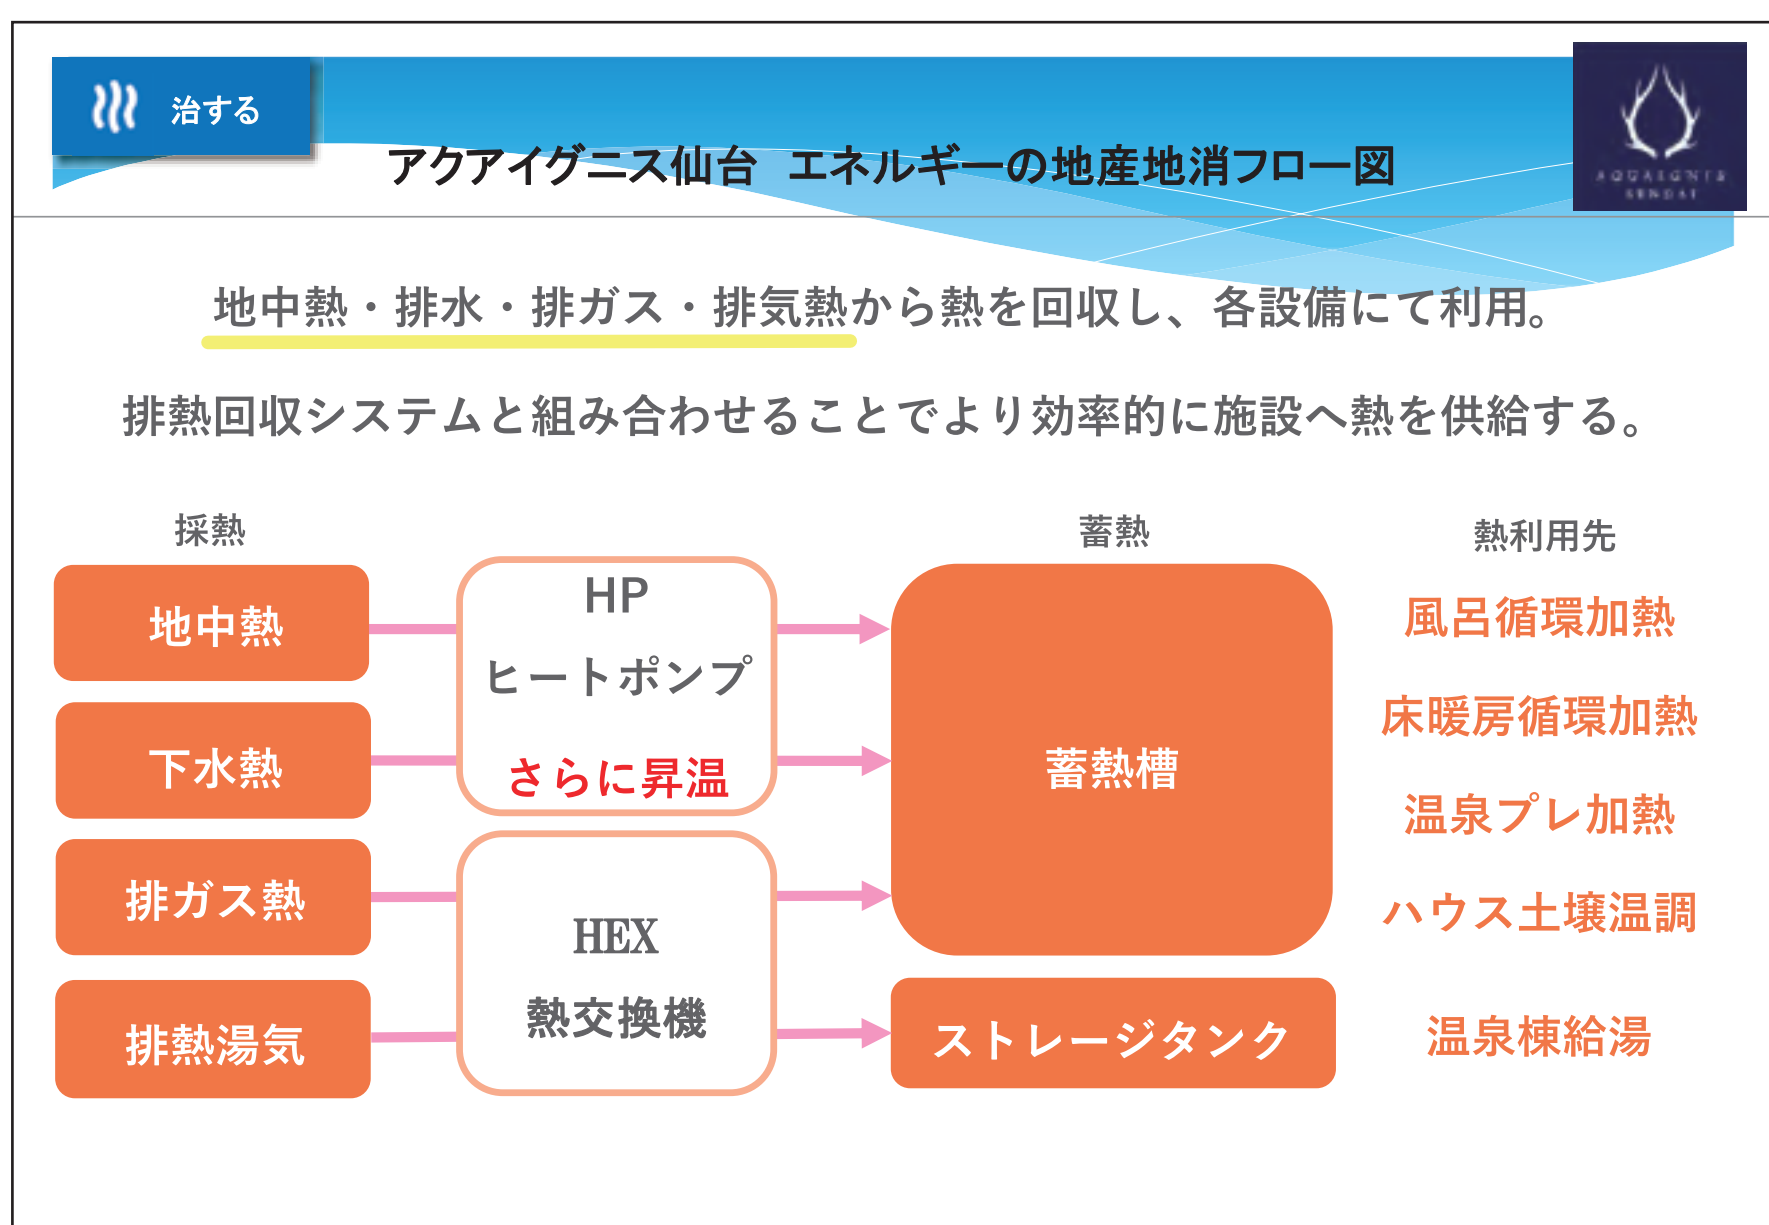 治する
アクアイグニス仙台 エネルギーの地産地消フロー図
AQUAIGNIS
SENDAI
地中熱・排水・排ガス・排気熱から熱を回収し、各設備にて利用。
排熱回収システムと組み合わせることでより効率的に施設へ熱を供給する。
採熱
蓄熱
熱利用先
地中熱
下水熱
排ガス熱
排熱湯気
HP
ヒートポンプ
さらに昇温
HEX
熱交換機
蓄熱槽
ストレージタンク
風呂循環加熱
床暖房循環加熱
温泉プレ加熱
ハウス土壌温調
温泉棟給湯